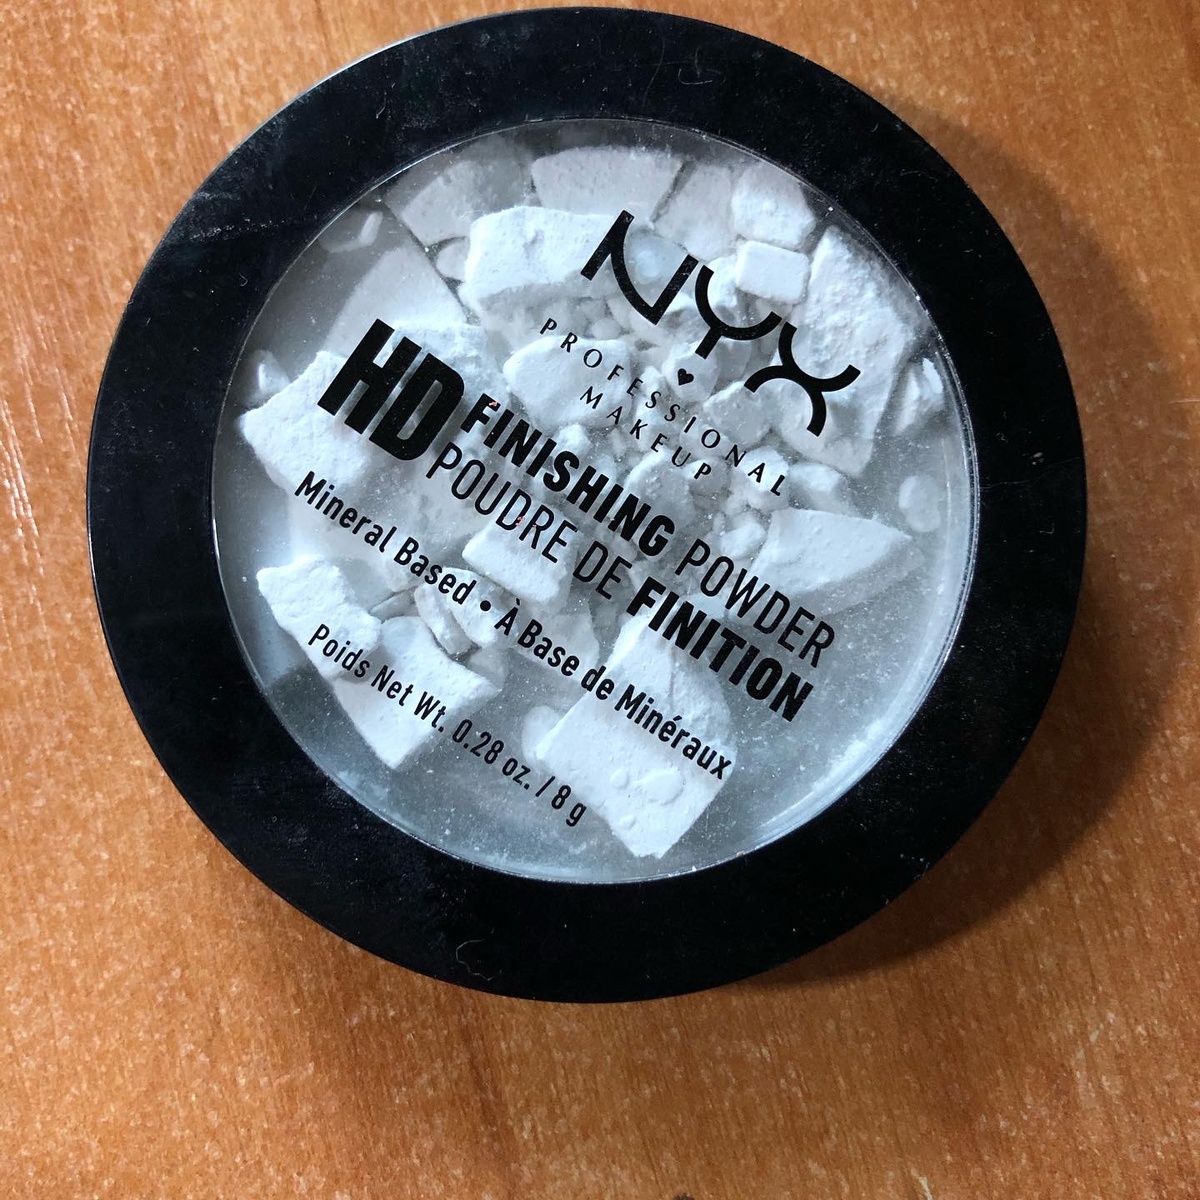 NYX
PROFESSIONAL
MAKEUP
HD FINISHING POWDER
POUDRE DE FINITION
Mineral Based • À Base de Minéraux
Poids Net Wt. 0.28 oz. / 8 g